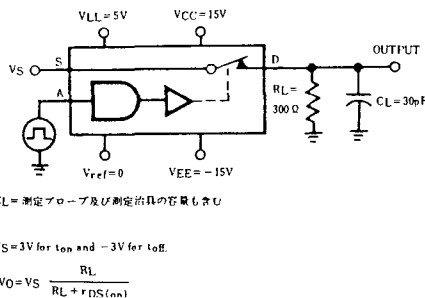 VLL=5V VCC=15V
OUTPUT
VS S D
A RL= 300Ω CL=30pF
Vref=0 VEE=−15V
L=測定プローブ及び測定治具の容量も含む
S=3V for ton and −3V for toff.
VO=VS RL
RL+rDS(on)